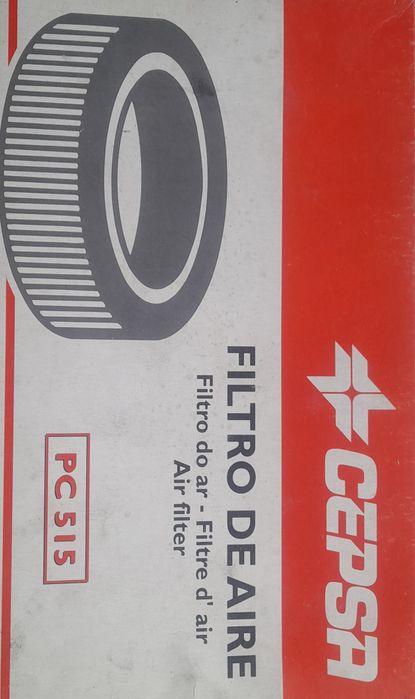 CEPSA
FILTRO DE AIRE
Filtro do ar - Filtre d' air
Air filter
PC 515